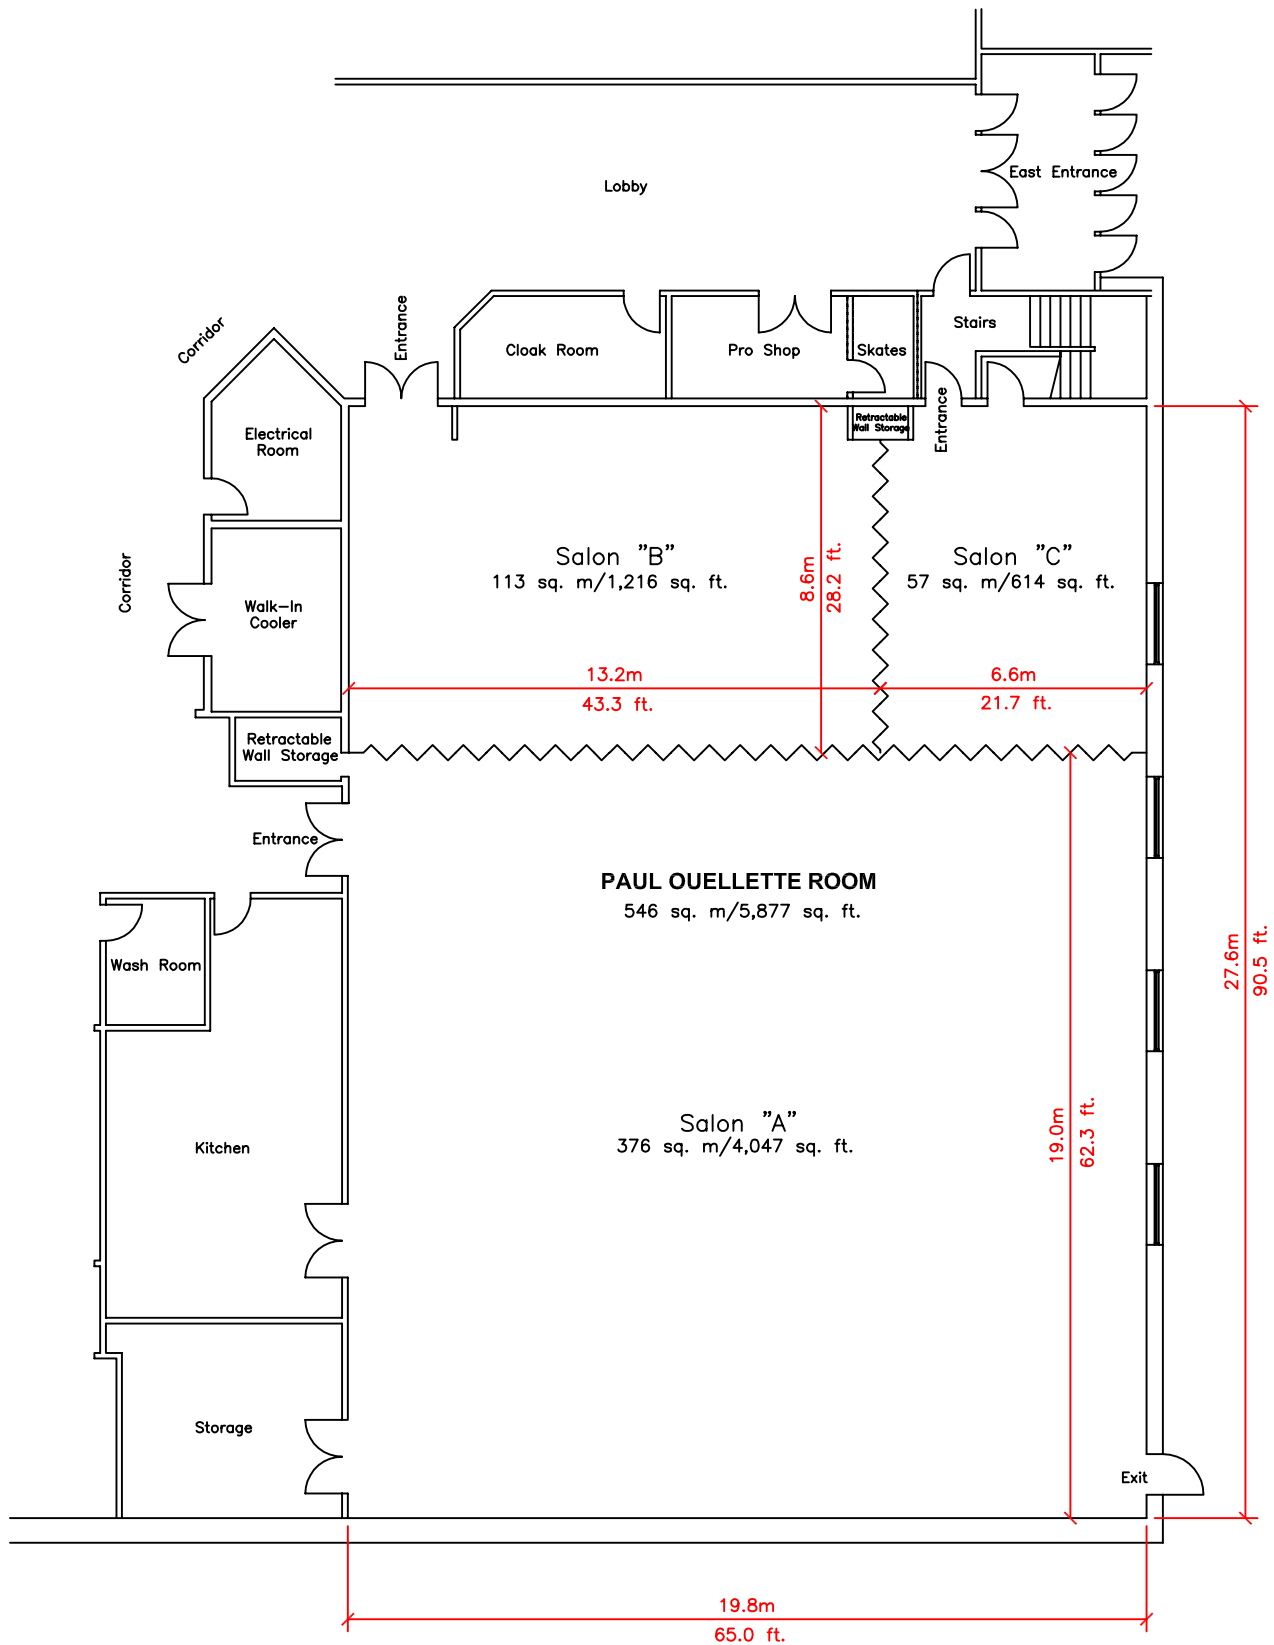 East Entrance
Lobby
Corridor
Entrance
Cloak Room
Pro Shop
Skates
Stairs
Electrical
Room
Retractable
Wall Storage
Entrance
Corridor
Walk-In
Cooler
Salon "B"
113 sq. m/1,216 sq. ft.
8.6m
28.2 ft.
Salon "C"
57 sq. m/614 sq. ft.
13.2m
43.3 ft.
6.6m
21.7 ft.
Retractable
Wall Storage
Entrance
PAUL OUELLETTE ROOM
546 sq. m/5,877 sq. ft.
Wash Room
27.6m
90.5 ft.
Kitchen
Salon "A"
376 sq. m/4,047 sq. ft.
19.0m
62.3 ft.
Storage
Exit
19.8m
65.0 ft.